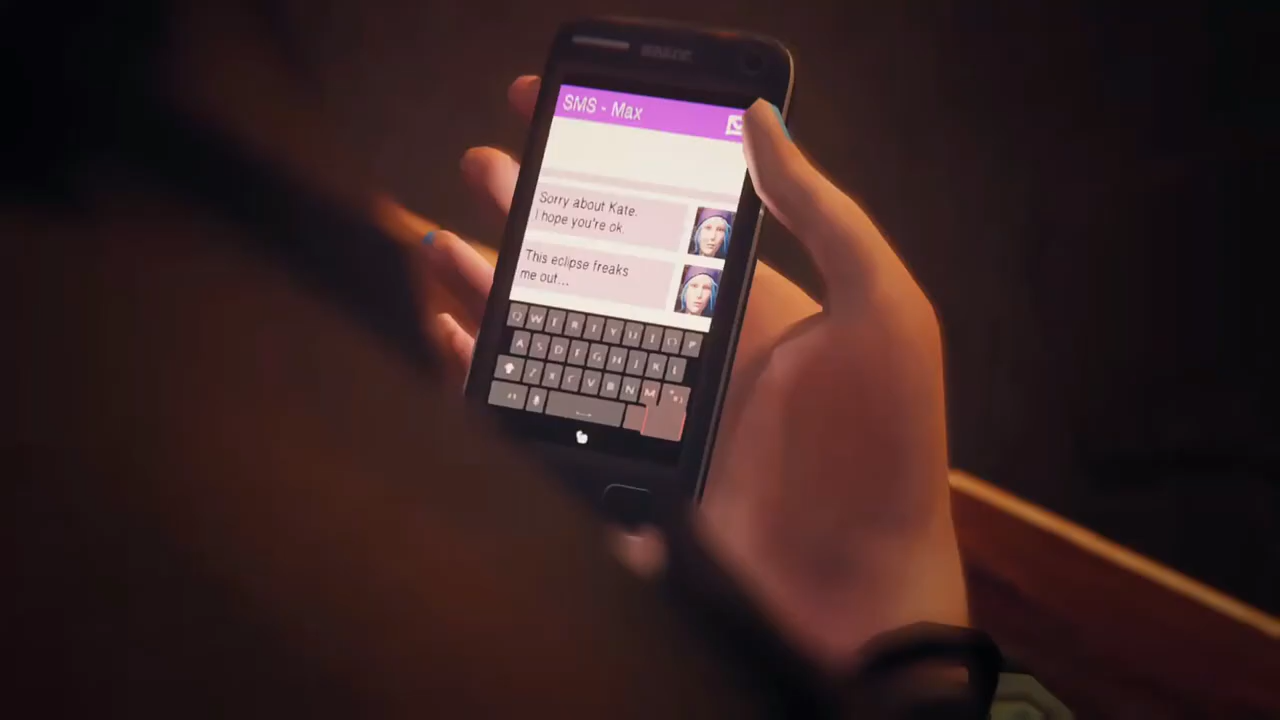 SMS - Max
Sorry about Kate.
I hope you're ok.
This eclipse freaks
me out...
Q W E R T Y U I O P
A S D F G H J K L
Z X C V B N M